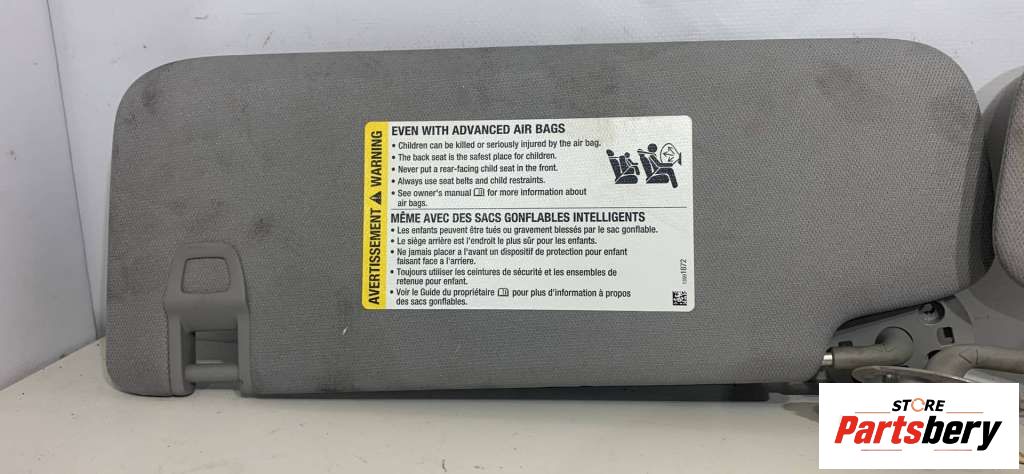 AVERTISSEMENT WARNING
EVEN WITH ADVANCED AIR BAGS
• Children can be killed or seriously injured by the air bag.
• The back seat is the safest place for children.
• Never put a rear-facing child seat in the front.
• Always use seat belts and child restraints.
• See owner's manual for more information about
air bags.
MÊME AVEC DES SACS GONFLABLES INTELLIGENTS
• Les enfants peuvent être tués ou gravement blessés par le sac gonflable.
• Le siège arrière est l'endroit le plus sûr pour les enfants.
• Ne jamais placer a l'avant un dispositif de protection pour enfant
faisant face a l'arriere.
• Toujours utiliser les ceintures de sécurité et les ensembles de
retenue pour enfant.
• Voir le Guide du propriétaire pour plus d'information à propos
des sacs gonflables.
1872
STORE
Partsbery